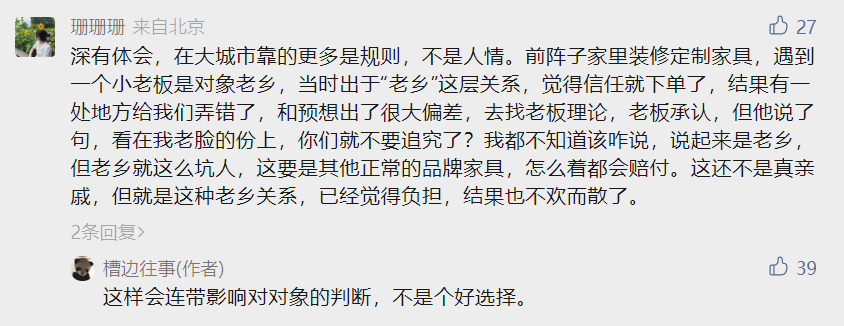 珊珊珊 来自北京 27
深有体会，在大城市靠的更多是规则，不是人情。前阵子家里装修定制家具，遇到
一个小老板是对象老乡，当时出于“老乡”这层关系，觉得信任就下单了，结果有一
处地方给我们弄错了，和预想出了很大偏差，去找老板理论，老板承认，但他说了
句，看在我老脸的份上，你们就不要追究了？我都不知道该咋说，说起来是老乡，
但老乡就这么坑人，这要是其他正常的品牌家具，怎么着都会赔付。这还不是真亲
戚，但就是这种老乡关系，已经觉得负担，结果也不欢而散了。
2条回复>
槽边往事(作者) 39
这样会连带影响对对象的判断，不是个好选择。